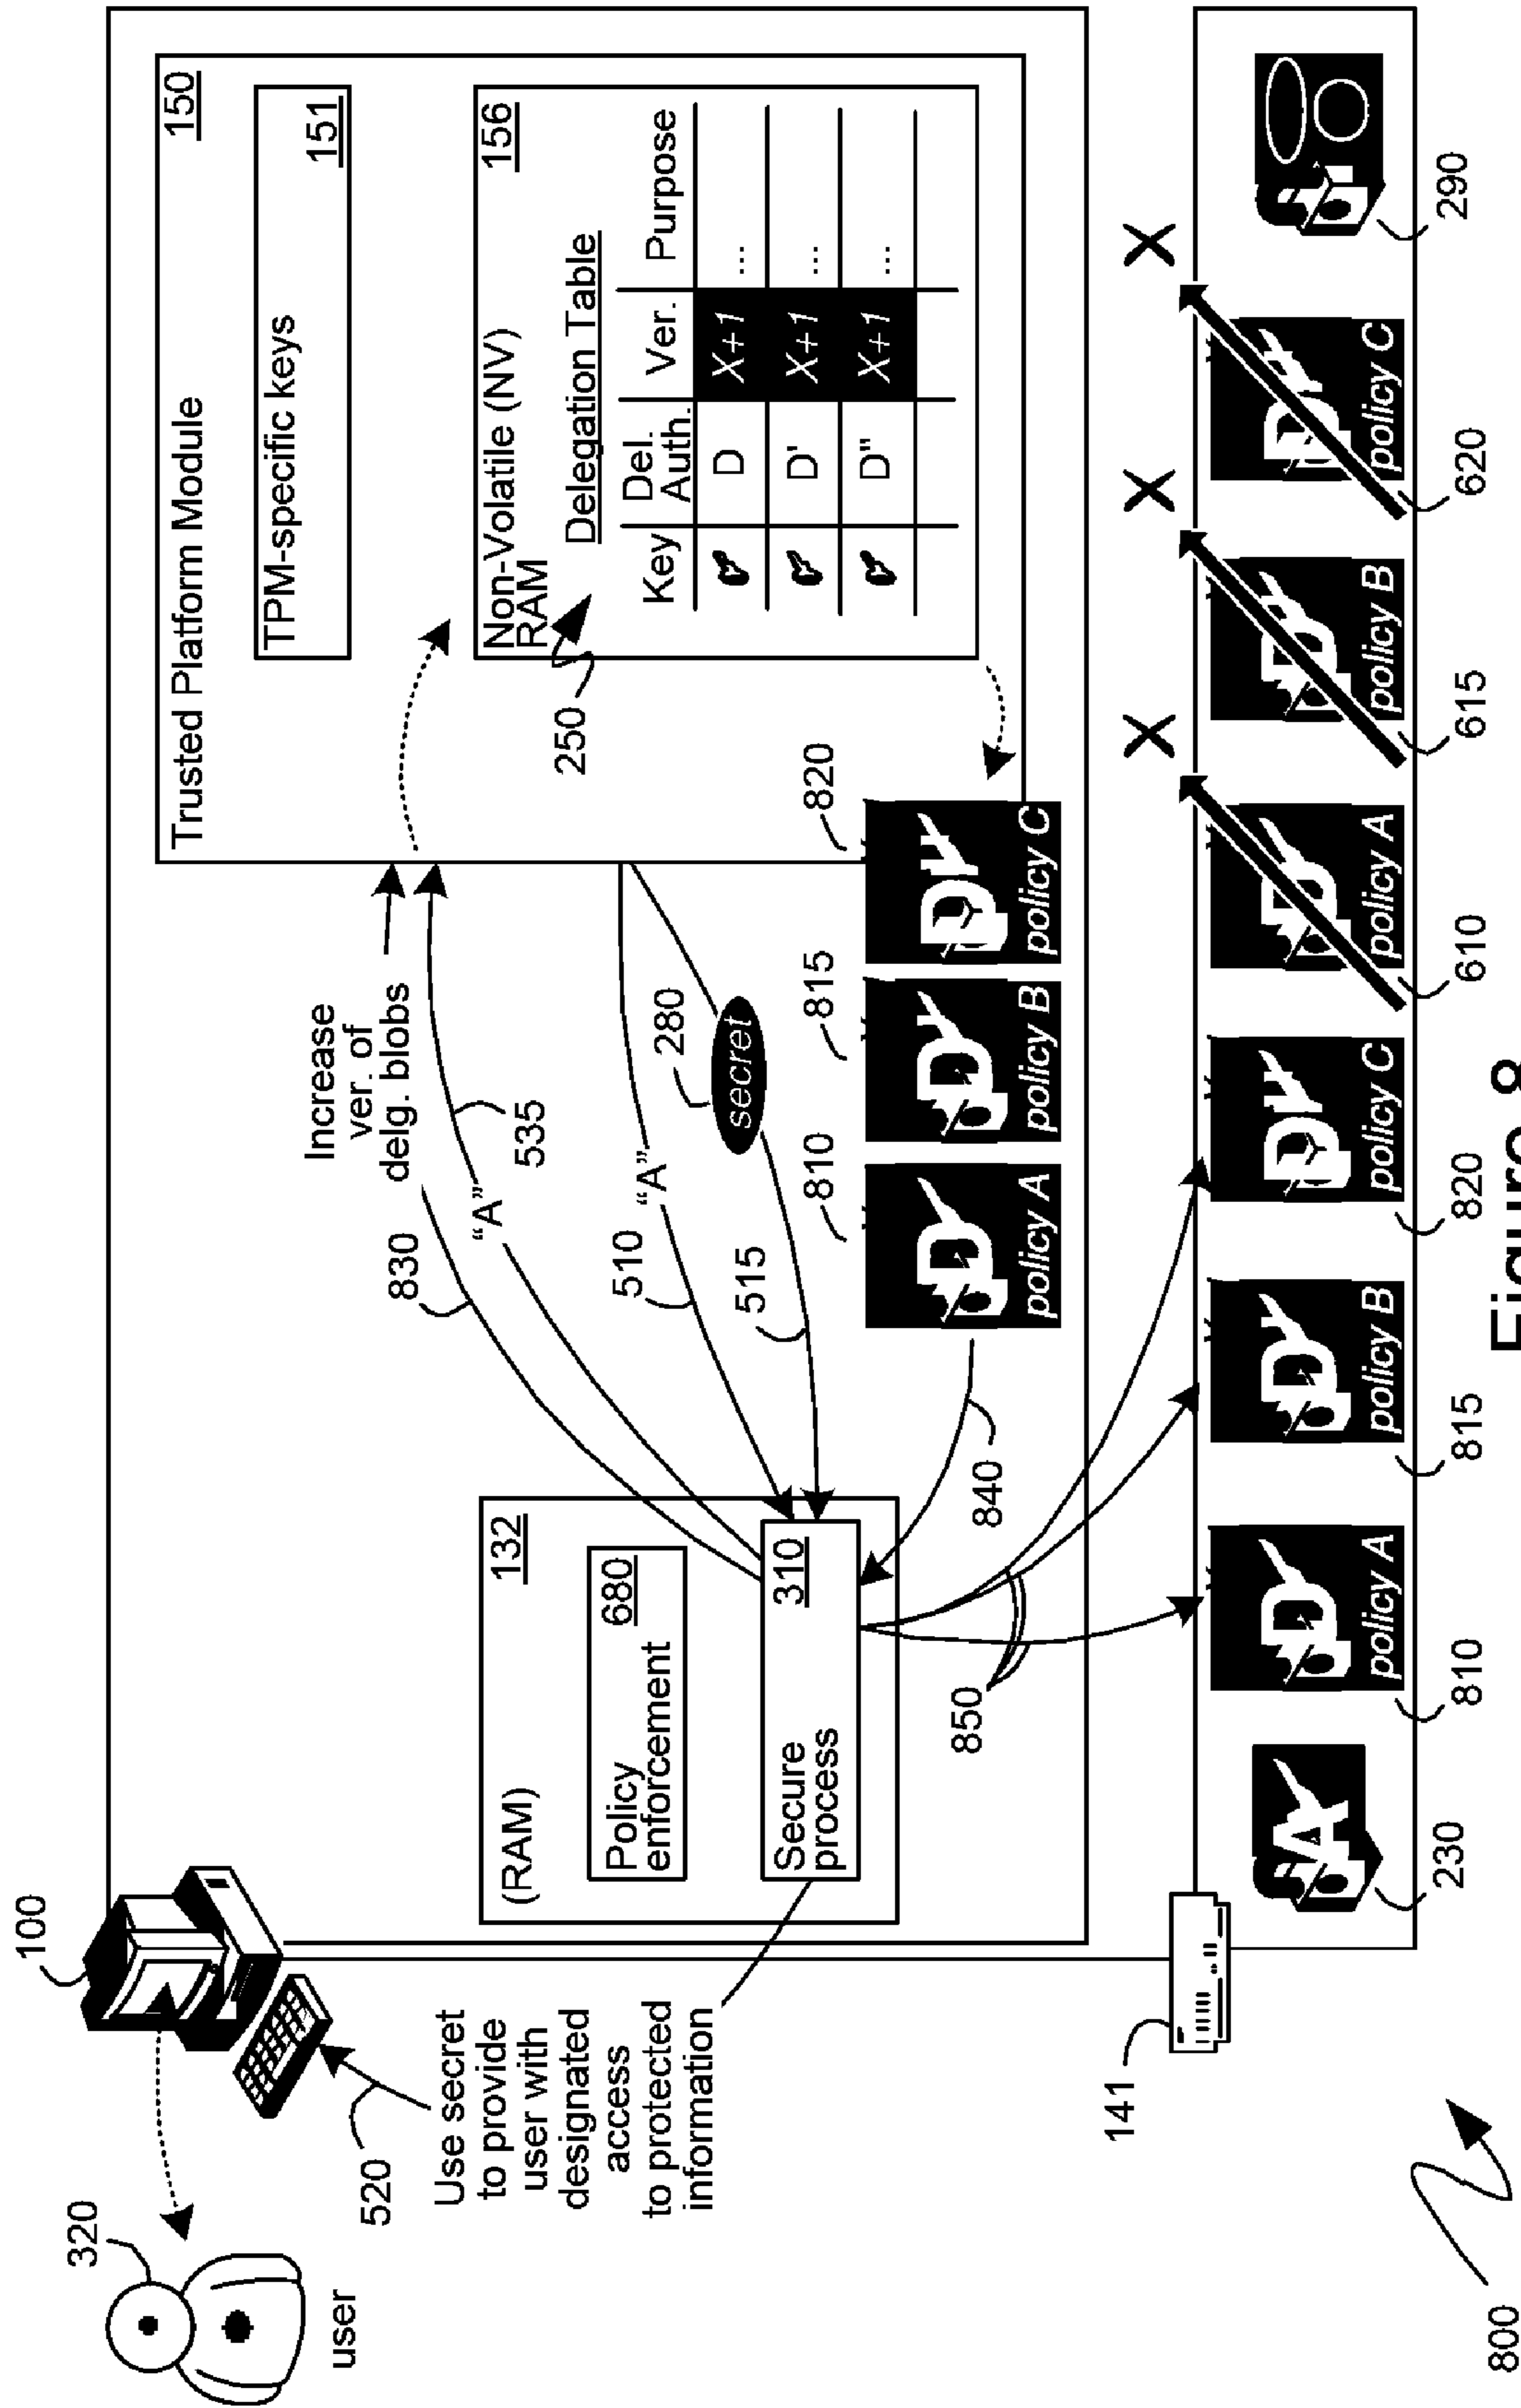 100
320
user
520
Use secret
to provide
user with
designated
access
to protected
information
800
141
(RAM)
132
Policy
enforcement
680
Secure
process
310
830
Increase
ver. of
delg. blobs
"A"
535
510
"A"
515
280
secret
840
850
Trusted Platform Module
150
TPM-specific keys
151
Non-Volatile (NV)
RAM
156
250
Delegation Table
Key
Del.
Auth.
Ver.
Purpose
D
X+1
...
D'
X+1
...
D"
X+1
...
810
815
820
D
policy A
D
policy B
D
policy C
X
X
X
A
D
policy A
D
policy B
D
policy C
D
policy A
D
policy B
D
policy C
230
810
815
820
610
615
620
290
Figure 8